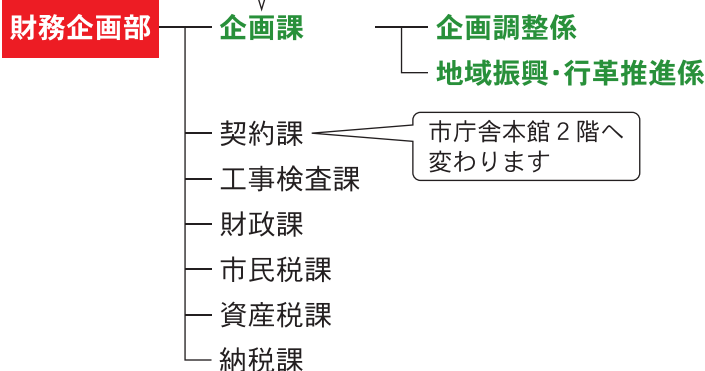 財務企画部
企画課
企画調整係
地域振興・行革推進係
契約課
市庁舎本館2階へ
変わります
工事検査課
財政課
市民税課
資産税課
納税課